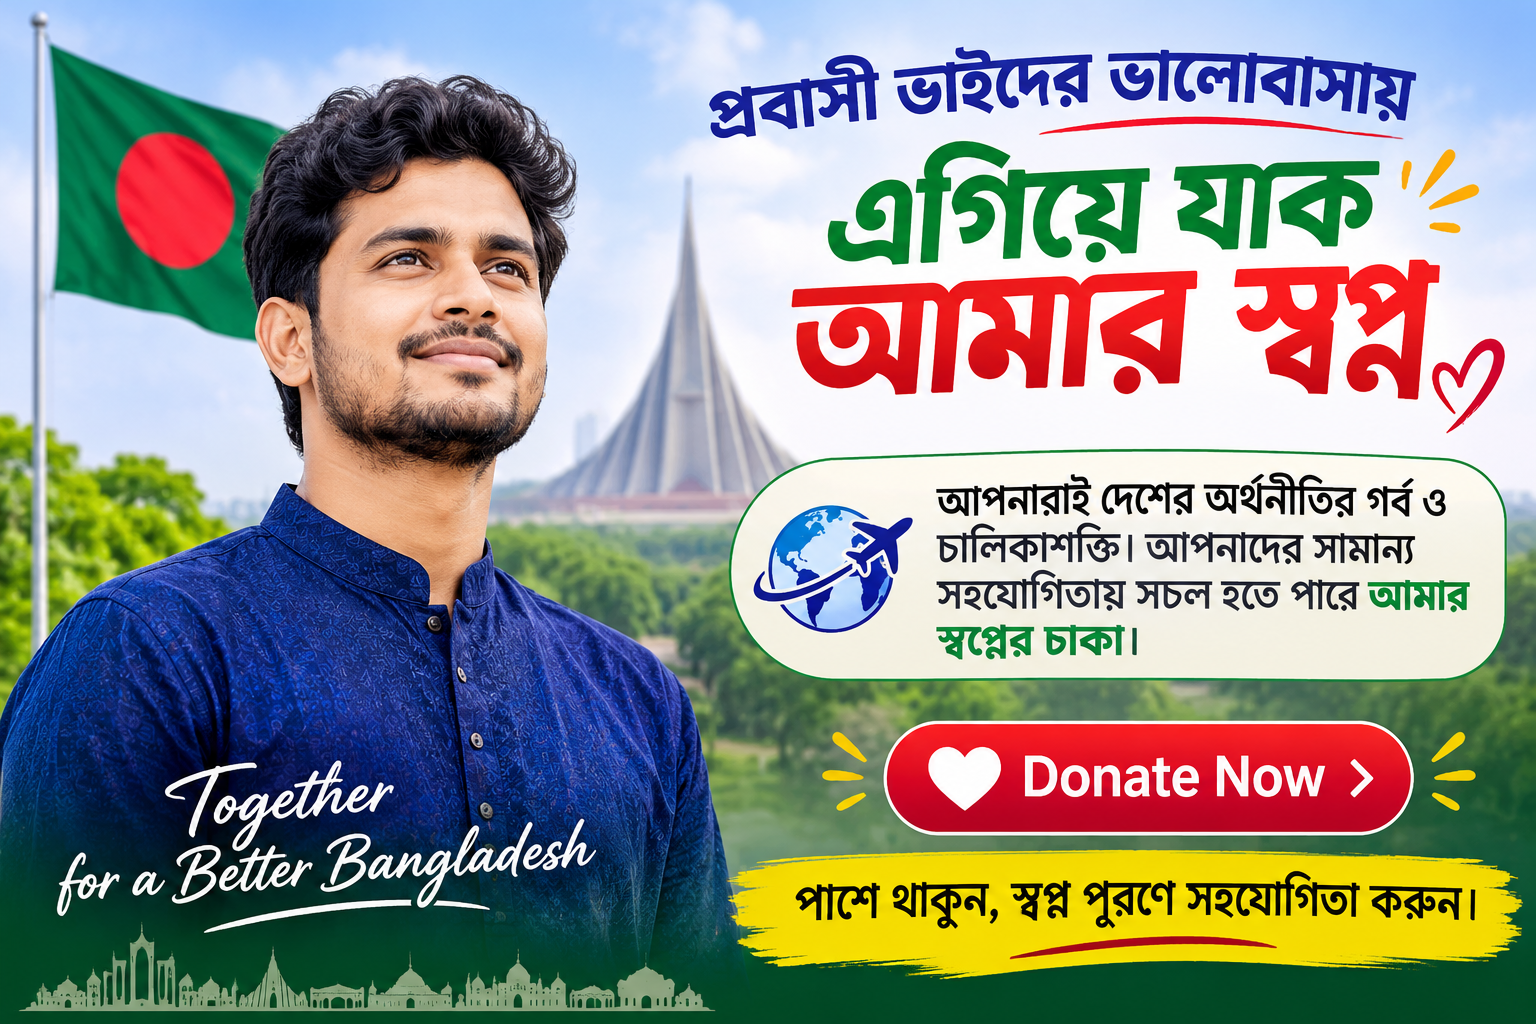 প্রবাসী ভাইদের ভালোবাসায়
এগিয়ে যাক
আমার স্বপ্ন
আপনারাই দেশের অর্থনীতির গর্ব ও
চালিকাশক্তি। আপনাদের সামান্য
সহযোগিতায় সচল হতে পারে আমার
স্বপ্নের চাকা।
Donate Now
পাশে থাকুন, স্বপ্ন পুরণে সহযোগিতা করুন।
Together
for a Better Bangladesh